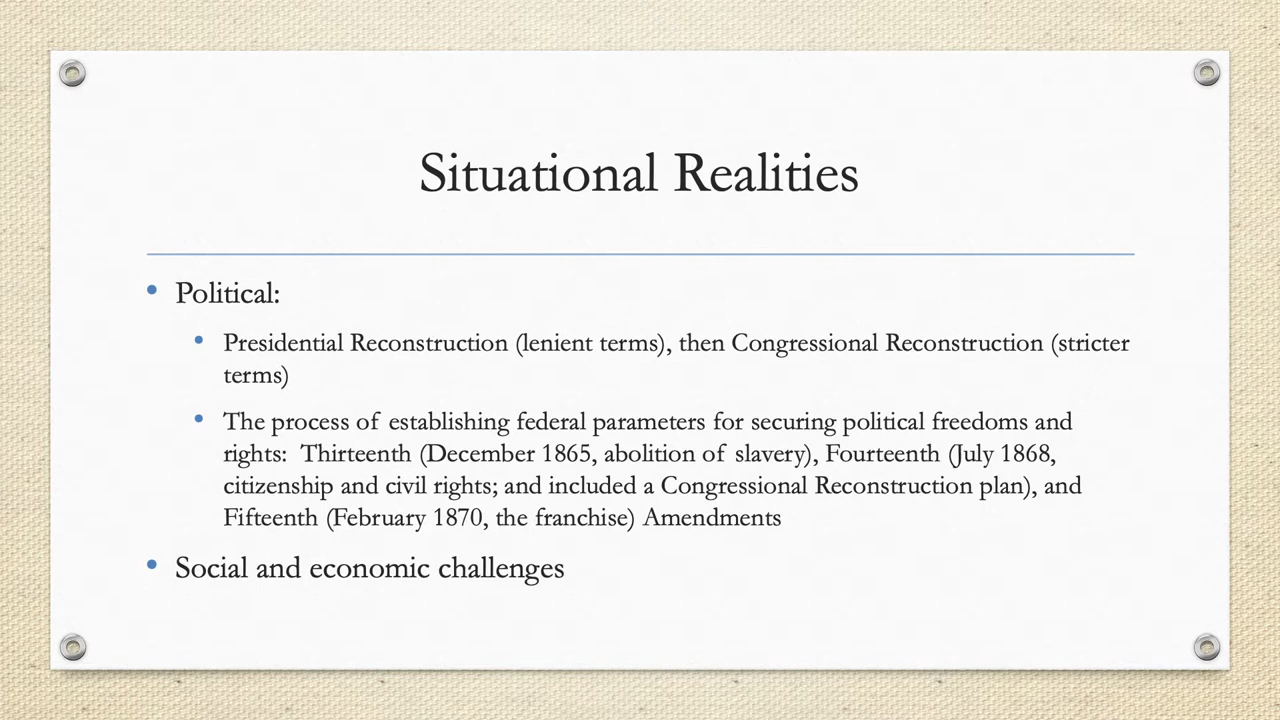 Situational Realities
• Political:
• Presidential Reconstruction (lenient terms), then Congressional Reconstruction (stricter
terms)
• The process of establishing federal parameters for securing political freedoms and
rights:  Thirteenth (December 1865, abolition of slavery), Fourteenth (July 1868,
citizenship and civil rights; and included a Congressional Reconstruction plan), and
Fifteenth (February 1870, the franchise) Amendments
• Social and economic challenges